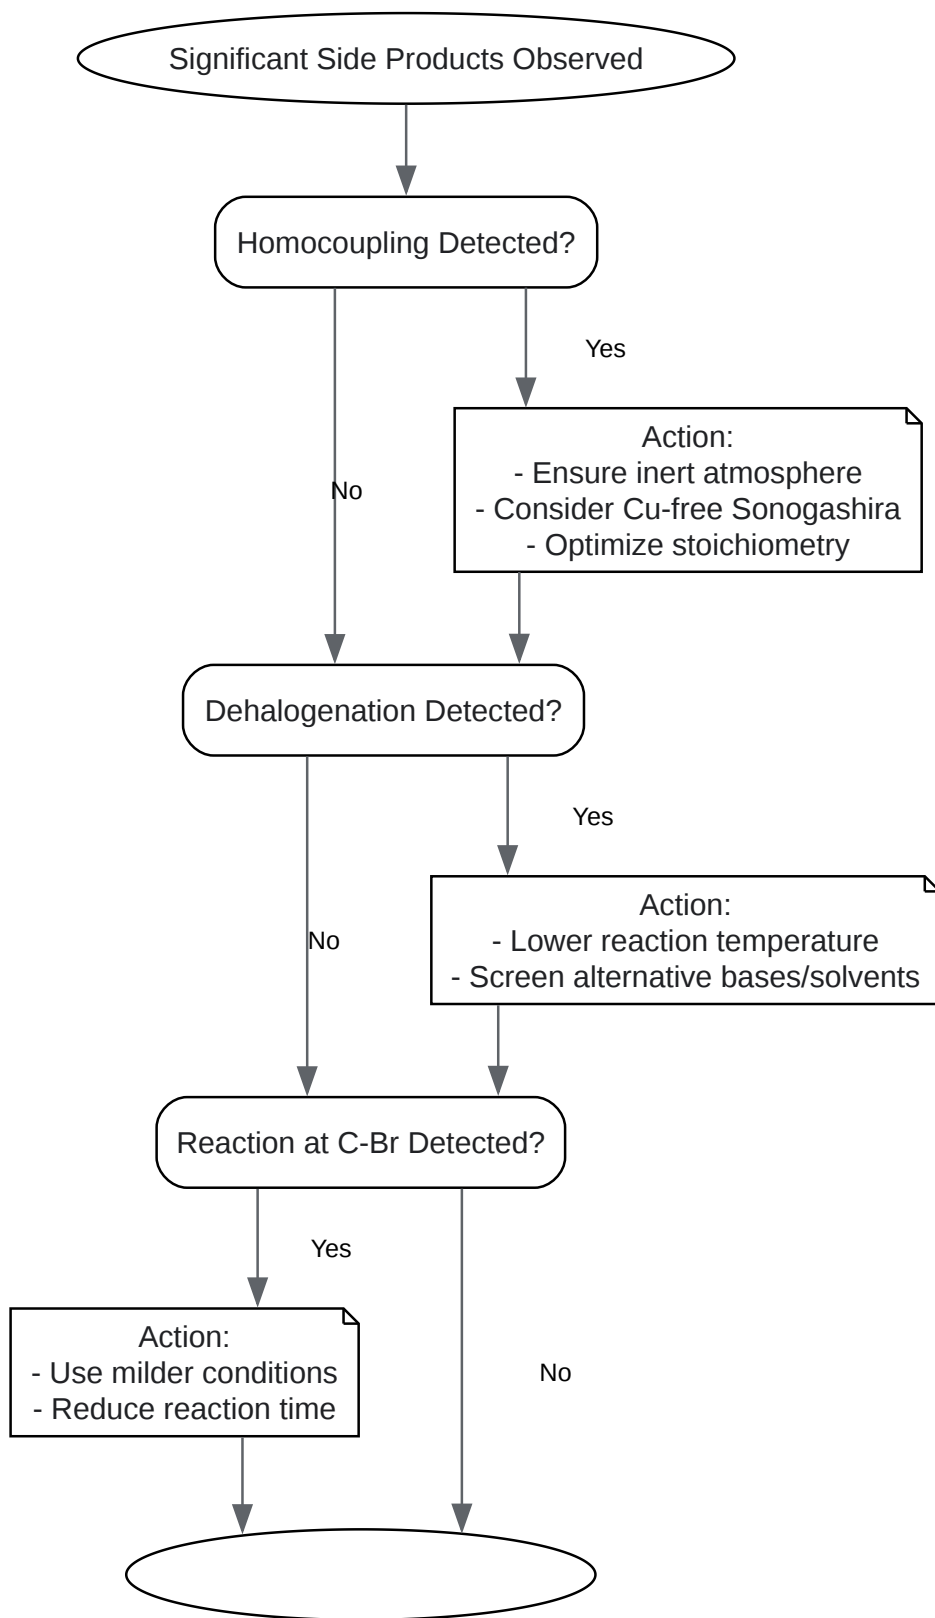 Significant Side Products Observed
Homocoupling Detected?
Yes
Action:
- Ensure inert atmosphere
- Consider Cu-free Sonogashira
- Optimize stoichiometry
No
Dehalogenation Detected?
Yes
Action:
- Lower reaction temperature
- Screen alternative bases/solvents
No
Reaction at C-Br Detected?
Yes
Action:
- Use milder conditions
- Reduce reaction time
No